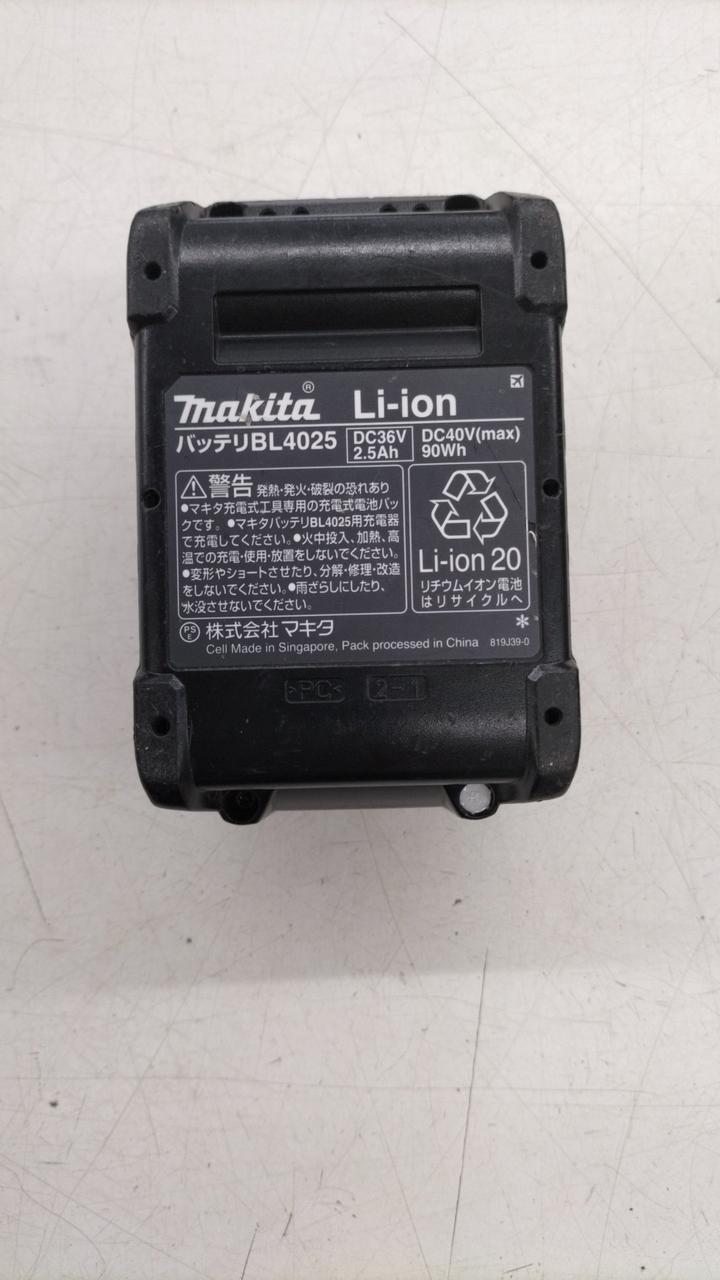 makita® Li-ion
バッテリBL4025 DC36V 2.5Ah DC40V(max) 90Wh
警告 発熱・発火・破裂の恐れあり
●マキタ充電式工具専用の充電式電池パッ
クです。●マキタバッテリBL4025用充電器
で充電してください。●火中投入、加熱、高
温での充電・使用・放置をしないでください。
●変形やショートさせたり、分解・修理・改造
をしないでください。●雨ざらしにしたり、
水没させないでください。
Li-ion 20
リチウムイオン電池
はリサイクルへ
PS E 株式会社マキタ *
Cell Made in Singapore, Pack processed in China 819J39-0
>PC< 2-1